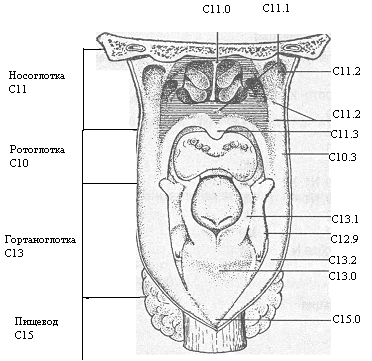 C11.0
C11.1
Носоглотка
C11
C11.2
C11.2
C11.3
Ротоглотка
C10
C10.3
Гортаноглотка
C13
C13.1
C12.9
C13.2
C13.0
Пищевод
C15
C15.0